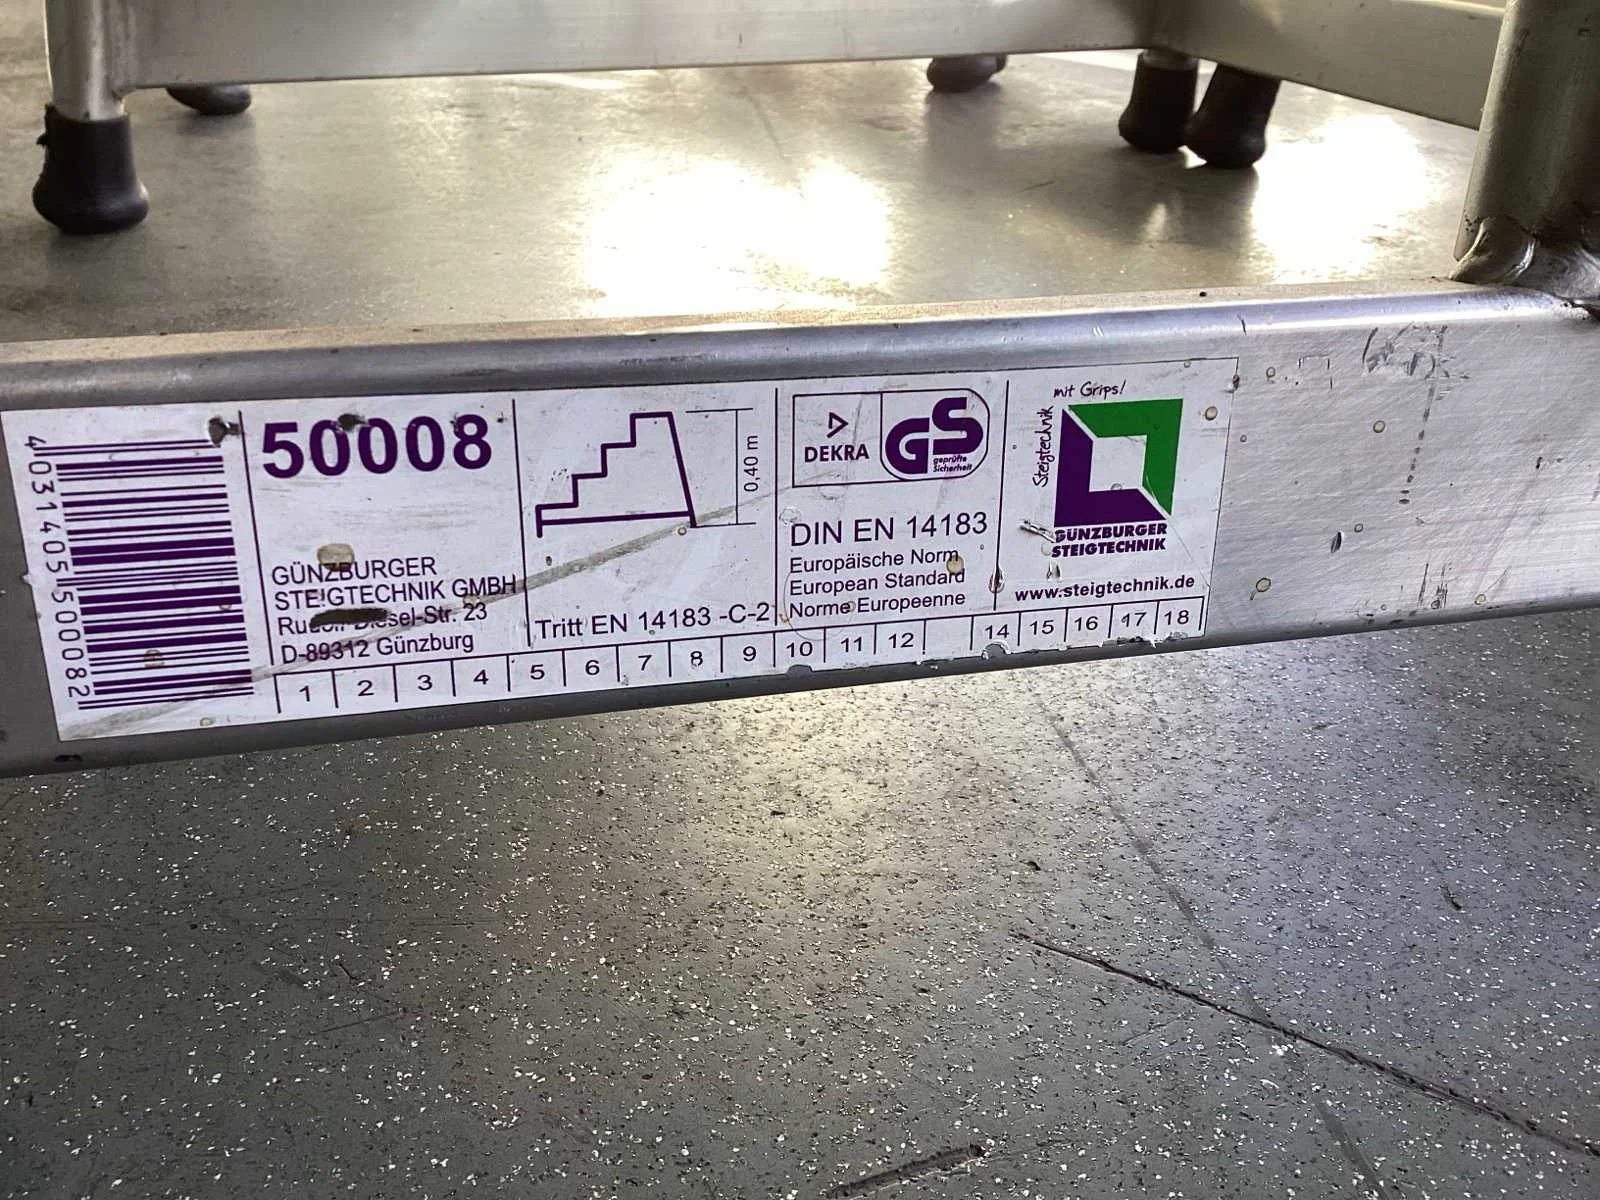 4031405500082
50008
GÜNZBURGER
STEIGTECHNIK GMBH
Rudolf-Diesel-Str. 23
D-89312 Günzburg
0,40 m
Tritt EN 14183 -C-2
DEKRA
GS
geprüfte
Sicherheit
DIN EN 14183
Europäische Norm
European Standard
Norme Europeenne
mit Grips!
Steigtechnik
GÜNZBURGER
STEIGTECHNIK
www.steigtechnik.de
1 2 3 4 5 6 7 8 9 10 11 12 14 15 16 17 18